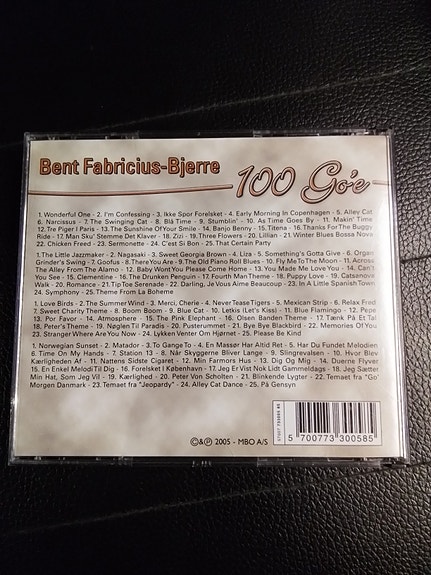 Bent Fabricius-Bjerre
100 Go'e
1. Wonderful One - 2. I'm Confessing - 3. Ikke Spor Forelsket - 4. Early Morning In Copenhagen - 5. Alley Cat
6. Narcissus - 7. The Swinging Cat - 8. Blå Time - 9. Stumblin' - 10. As Time Goes By - 11. Makin' Time
12. Tre Piger I Paris - 13. The Sunshine Of Your Smile - 14. Banjo Benny - 15. Titena - 16. Thanks For The Buggy
Ride - 17. Man Sku' Stemme Det Klaver - 18. Zizi - 19. Three Flowers - 20. Lillian - 21. Winter Blues Bossa Nova
22. Chicken Freed - 23. Sermonette - 24. C'est Si Bon - 25. That Certain Party
1. The Little Jazzmaker - 2. Nagasaki - 3. Sweet Georgia Brown - 4. Liza - 5. Something's Gotta Give - 6. Organ
Grinder's Swing - 7. Goofus - 8. There You Are - 9. The Old Piano Roll Blues - 10. Fly Me To The Moon - 11. Across
The Alley From The Alamo - 12. Baby Wont You Please Come Home - 13. You Made Me Love You - 14. Can't
You See - 15. Clementine - 16. The Drunken Penguin - 17. Fourth Man Theme - 18. Puppy Love - 19. Catsanova
Walk - 20. Romance - 21. Tip Toe Serenade - 22. Darling, Je Vous Aime Beaucoup - 23. In A Little Spanish Town
24. Symphony - 25. Theme From La Boheme
1. Love Birds - 2. The Summer Wind - 3. Merci, Cherie - 4. Never Tease Tigers - 5. Mexican Strip - 6. Relax Fred
7. Sweet Charity Theme - 8. Boom Boom - 9. Blue Cat - 10. Letkis (Let's Kiss) - 11. Blue Flamingo - 12. Pepe
13. Por Favor - 14. Atmosphere - 15. The Pink Elephant - 16. Olsen Banden Theme - 17. Tænk På Et Tal
18. Peter's Theme - 19. Nøglen Til Paradis - 20. Pusterummet - 21. Bye Bye Blackbird - 22. Memories Of You
23. Stranger Where Are You From? - 24. Lykken Venter Om Hjørnet - 25. Please Be Kind
1. Norwegian Sunset - 2. Matador - 3. To Gange To - 4. En Massør Har Altid Ret - 5. Har Du Fundet Melodien
6. Time On My Hands - 7. Station 13 - 8. Når Skyggerne Bliver Lange - 9. Slingrevalsen - 10. Hvor Blev
Kærligheden Af - 11. Nattens Sidste Cigaret - 12. Min Farmors Hus - 13. Dig Og Mig - 14. Duerne Flyver
15. En Enkel Melodi Til Dig - 16. Forelsket I København - 17. Jeg Er Vist Nok Lidt Gammeldags - 18. Jeg Sætter
Min Hat, Som Jeg Vil - 19. Kærlighed - 20. Peter Von Scholten - 21. Blinkende Lygter - 22. Temaet fra "Go'
Morgen Danmark - 23. Temaet fra "Jeopardy" - 24. Alley Cat Dance - 25. På Gensyn
©&℗ 2005 - MBO A/S
5 700773 300585